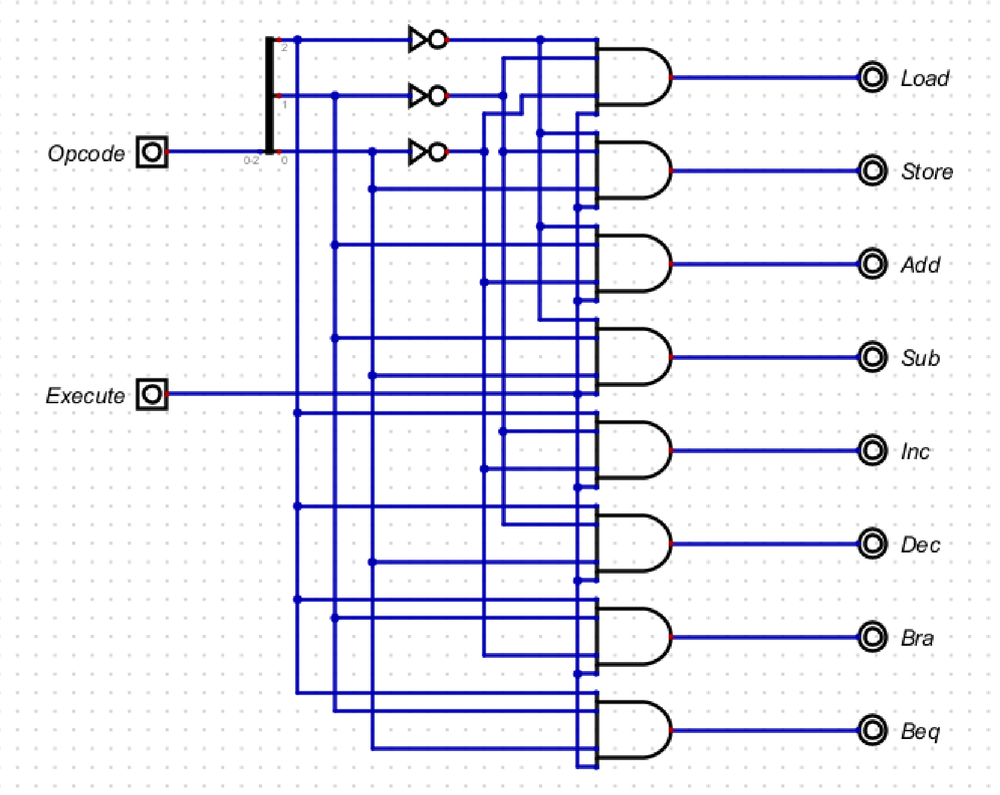 2
Load
1
Opcode
0-2
0
Store
Add
Sub
Execute
Inc
Dec
Bra
Beq